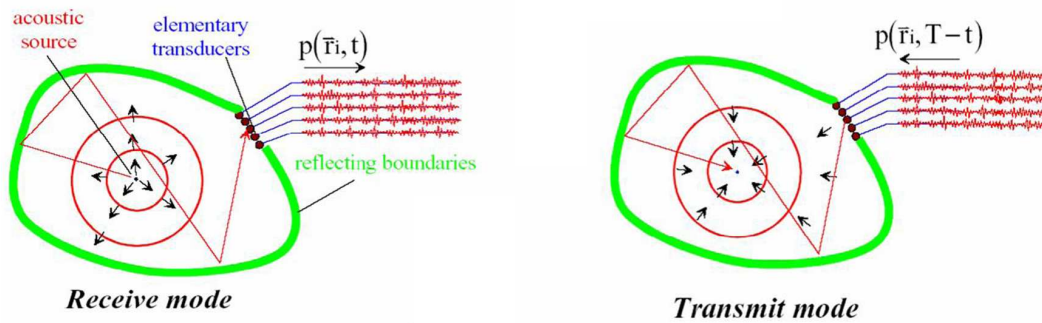 acoustic
source
elementary
transducers
p(r̅i, t)
reflecting boundaries
Receive mode
p(r̅i, T-t)
Transmit mode